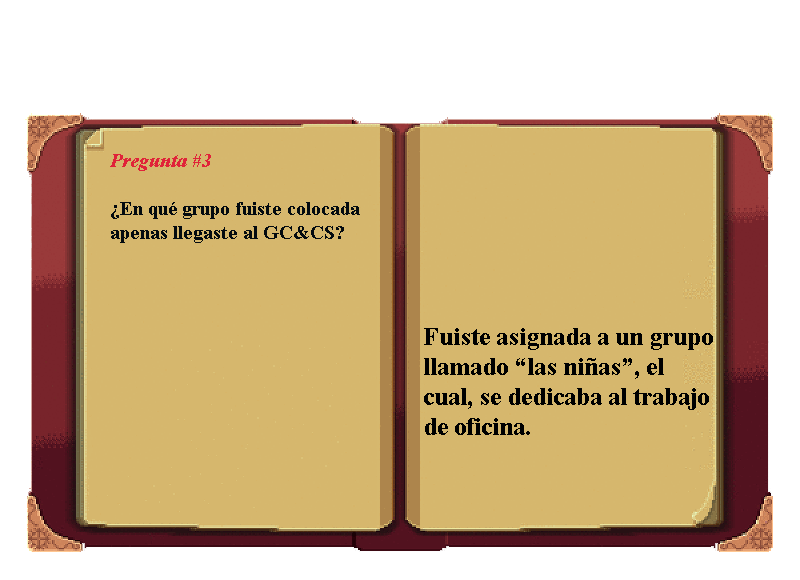 Pregunta #3
¿En qué grupo fuiste colocada
apenas llegaste al GC&CS?
Fuiste asignada a un grupo
llamado “las niñas”, el
cual, se dedicaba al trabajo
de oficina.